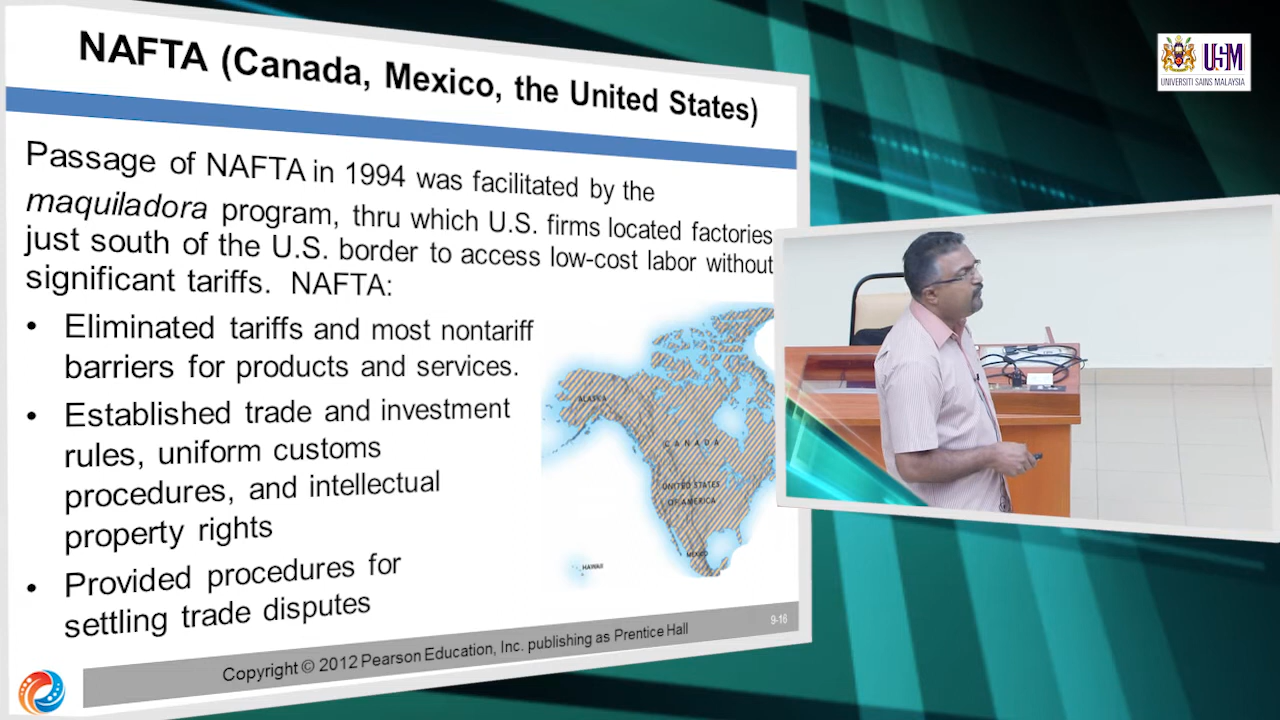 NAFTA (Canada, Mexico, the United States)
Passage of NAFTA in 1994 was facilitated by the
maquiladora program, thru which U.S. firms located factories
just south of the U.S. border to access low-cost labor without
significant tariffs. NAFTA:
• Eliminated tariffs and most nontariff
barriers for products and services.
• Established trade and investment
rules, uniform customs
procedures, and intellectual
property rights
• Provided procedures for
settling trade disputes
ALASKA
CANADA
UNITED STATES
OF AMERICA
MEXICO
HAWAII
9-16
Copyright © 2012 Pearson Education, Inc. publishing as Prentice Hall
USM
UNIVERSITI SAINS MALAYSIA